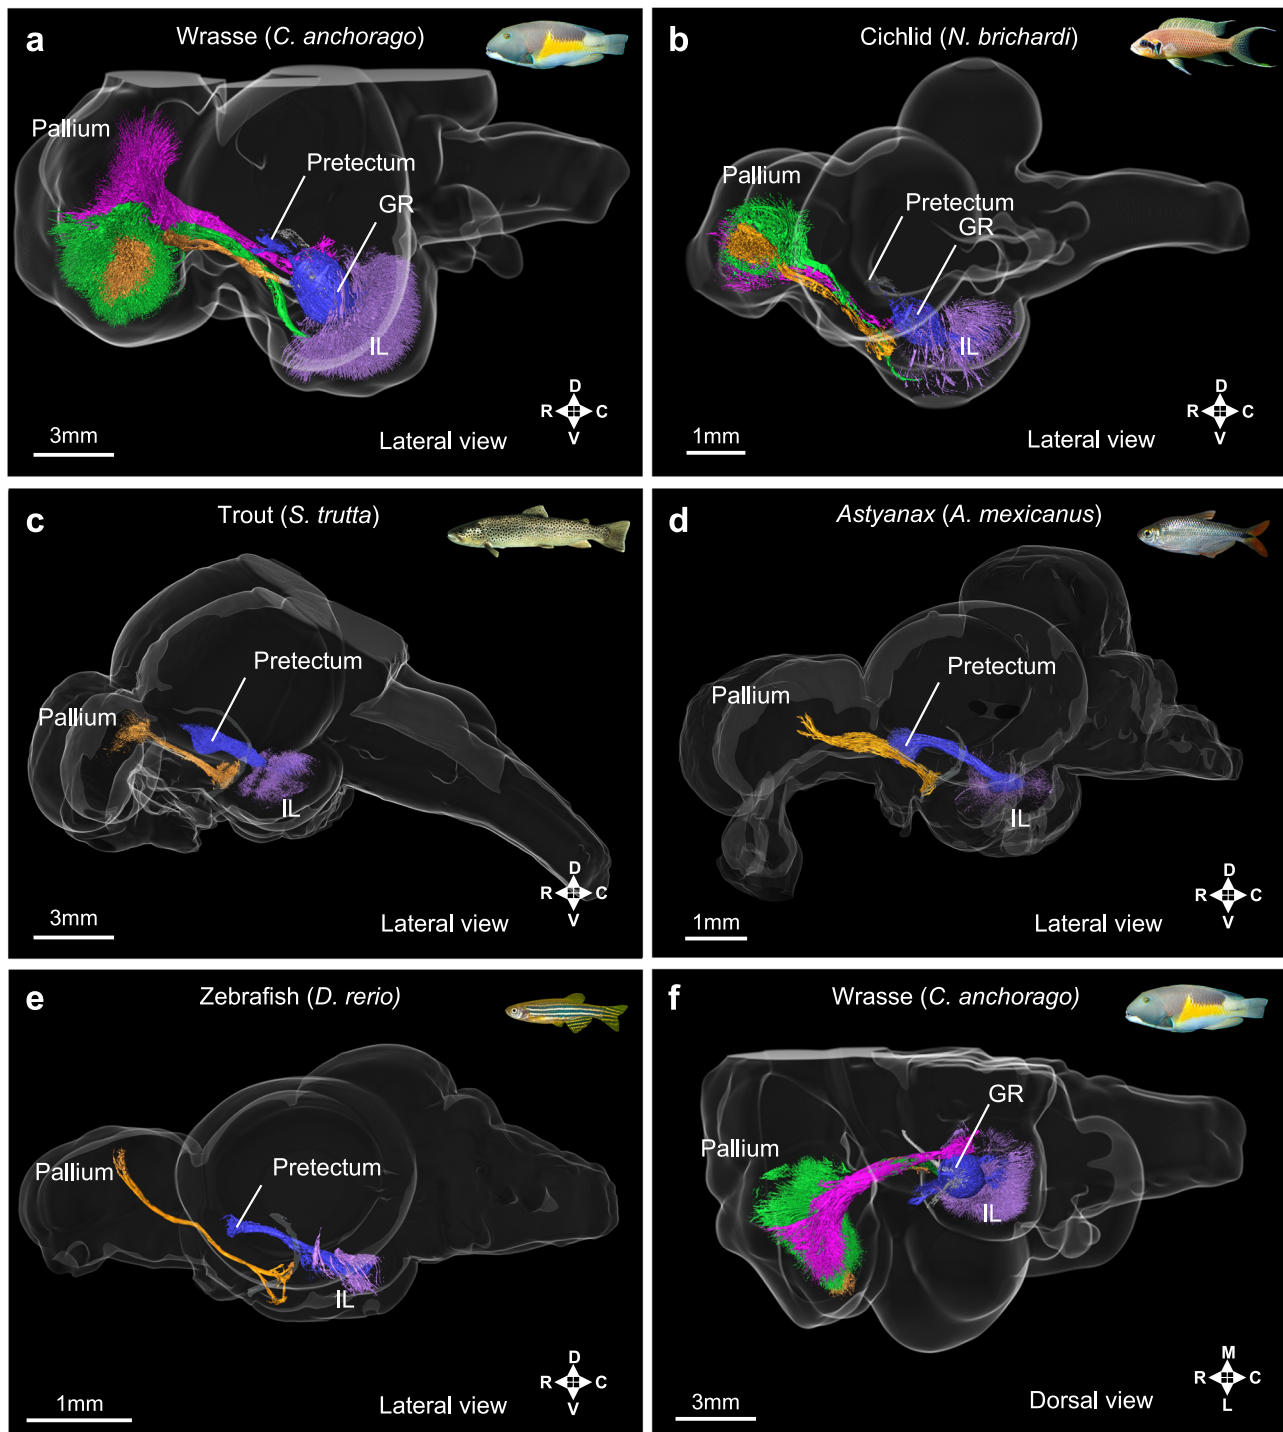 a
Wrasse (C. anchorago)
Pallium
Pretectum
GR
IL
D
R
C
V
3mm
Lateral view
b
Cichlid (N. brichardi)
Pallium
Pretectum
GR
IL
D
R
C
V
1mm
Lateral view
c
Trout (S. trutta)
Pretectum
Pallium
IL
D
R
C
V
3mm
Lateral view
d
Astyanax (A. mexicanus)
Pretectum
Pallium
IL
D
R
C
V
1mm
Lateral view
e
Zebrafish (D. rerio)
Pallium
Pretectum
IL
D
R
C
V
1mm
Lateral view
f
Wrasse (C. anchorago)
GR
Pallium
IL
M
R
C
L
3mm
Dorsal view